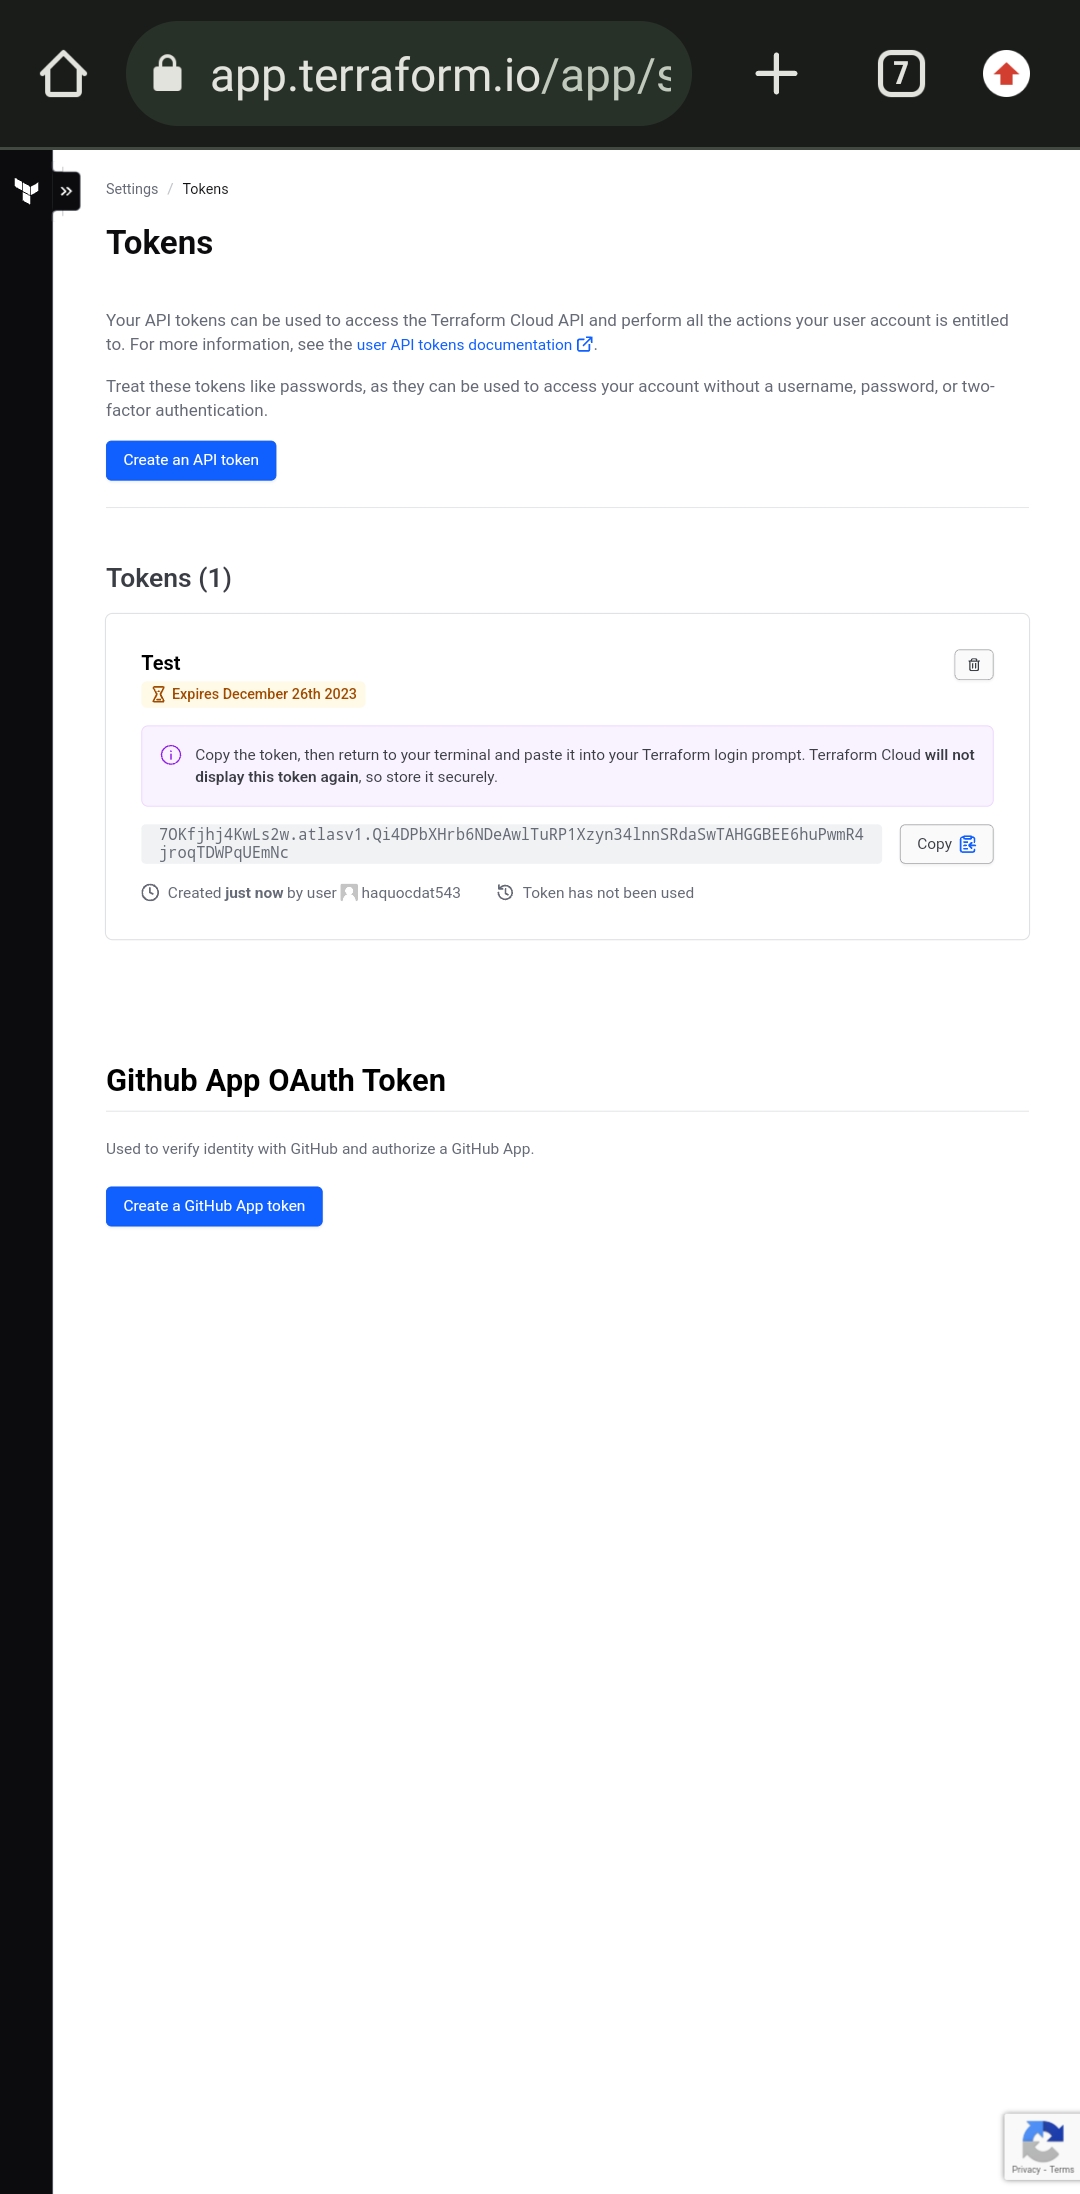 app.terraform.io/app/s
7
Settings / Tokens
Tokens
Your API tokens can be used to access the Terraform Cloud API and perform all the actions your user account is entitled
to. For more information, see the user API tokens documentation.
Treat these tokens like passwords, as they can be used to access your account without a username, password, or two-
factor authentication.
Create an API token
Tokens (1)
Test
Expires December 26th 2023
Copy the token, then return to your terminal and paste it into your Terraform login prompt. Terraform Cloud will not
display this token again, so store it securely.
7OKfjhj4KwLs2w.atlasv1.Qi4DPbXHrb6NDeAwlTuRP1Xzyn34lnnSRdaSwTAHGGBEE6huPwmR4
jroqTDWPqUEmNc
Copy
Created just now by user haquocdat543 Token has not been used
Github App OAuth Token
Used to verify identity with GitHub and authorize a GitHub App.
Create a GitHub App token
Privacy - Terms